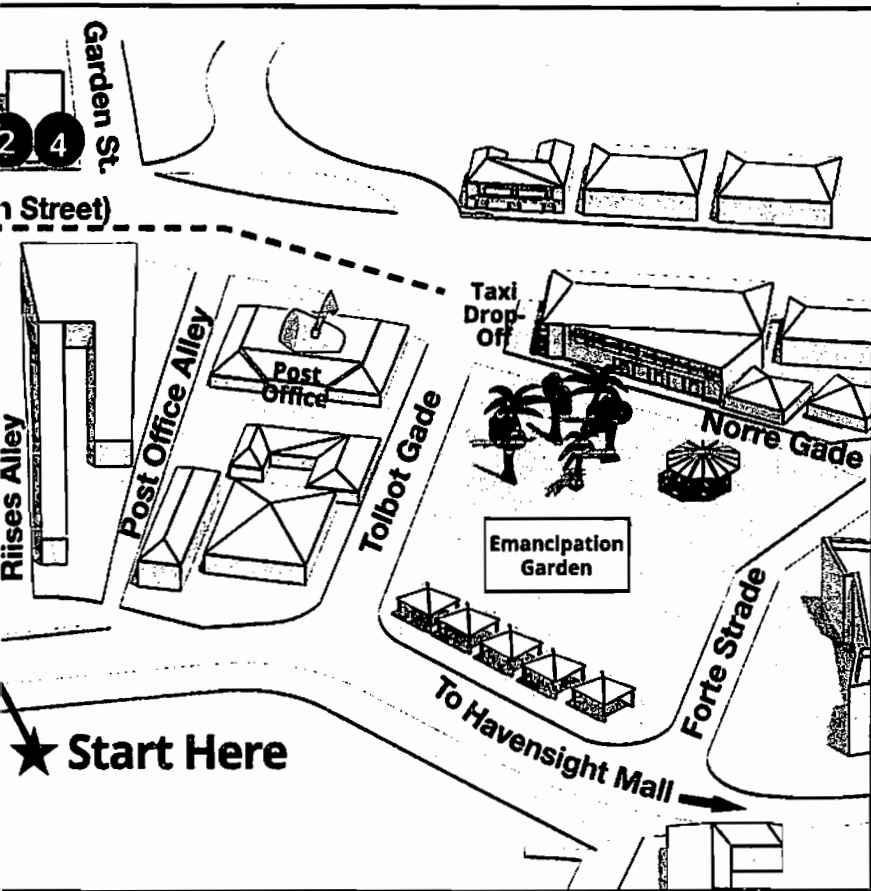 Garden St.
2 4
n Street)
Taxi
Drop-
Off
Post
Office
Post Office Alley
Riises Alley
Tolbot Gade
Norre Gade
Emancipation
Garden
Forte Strade
To Havensight Mall
Start Here